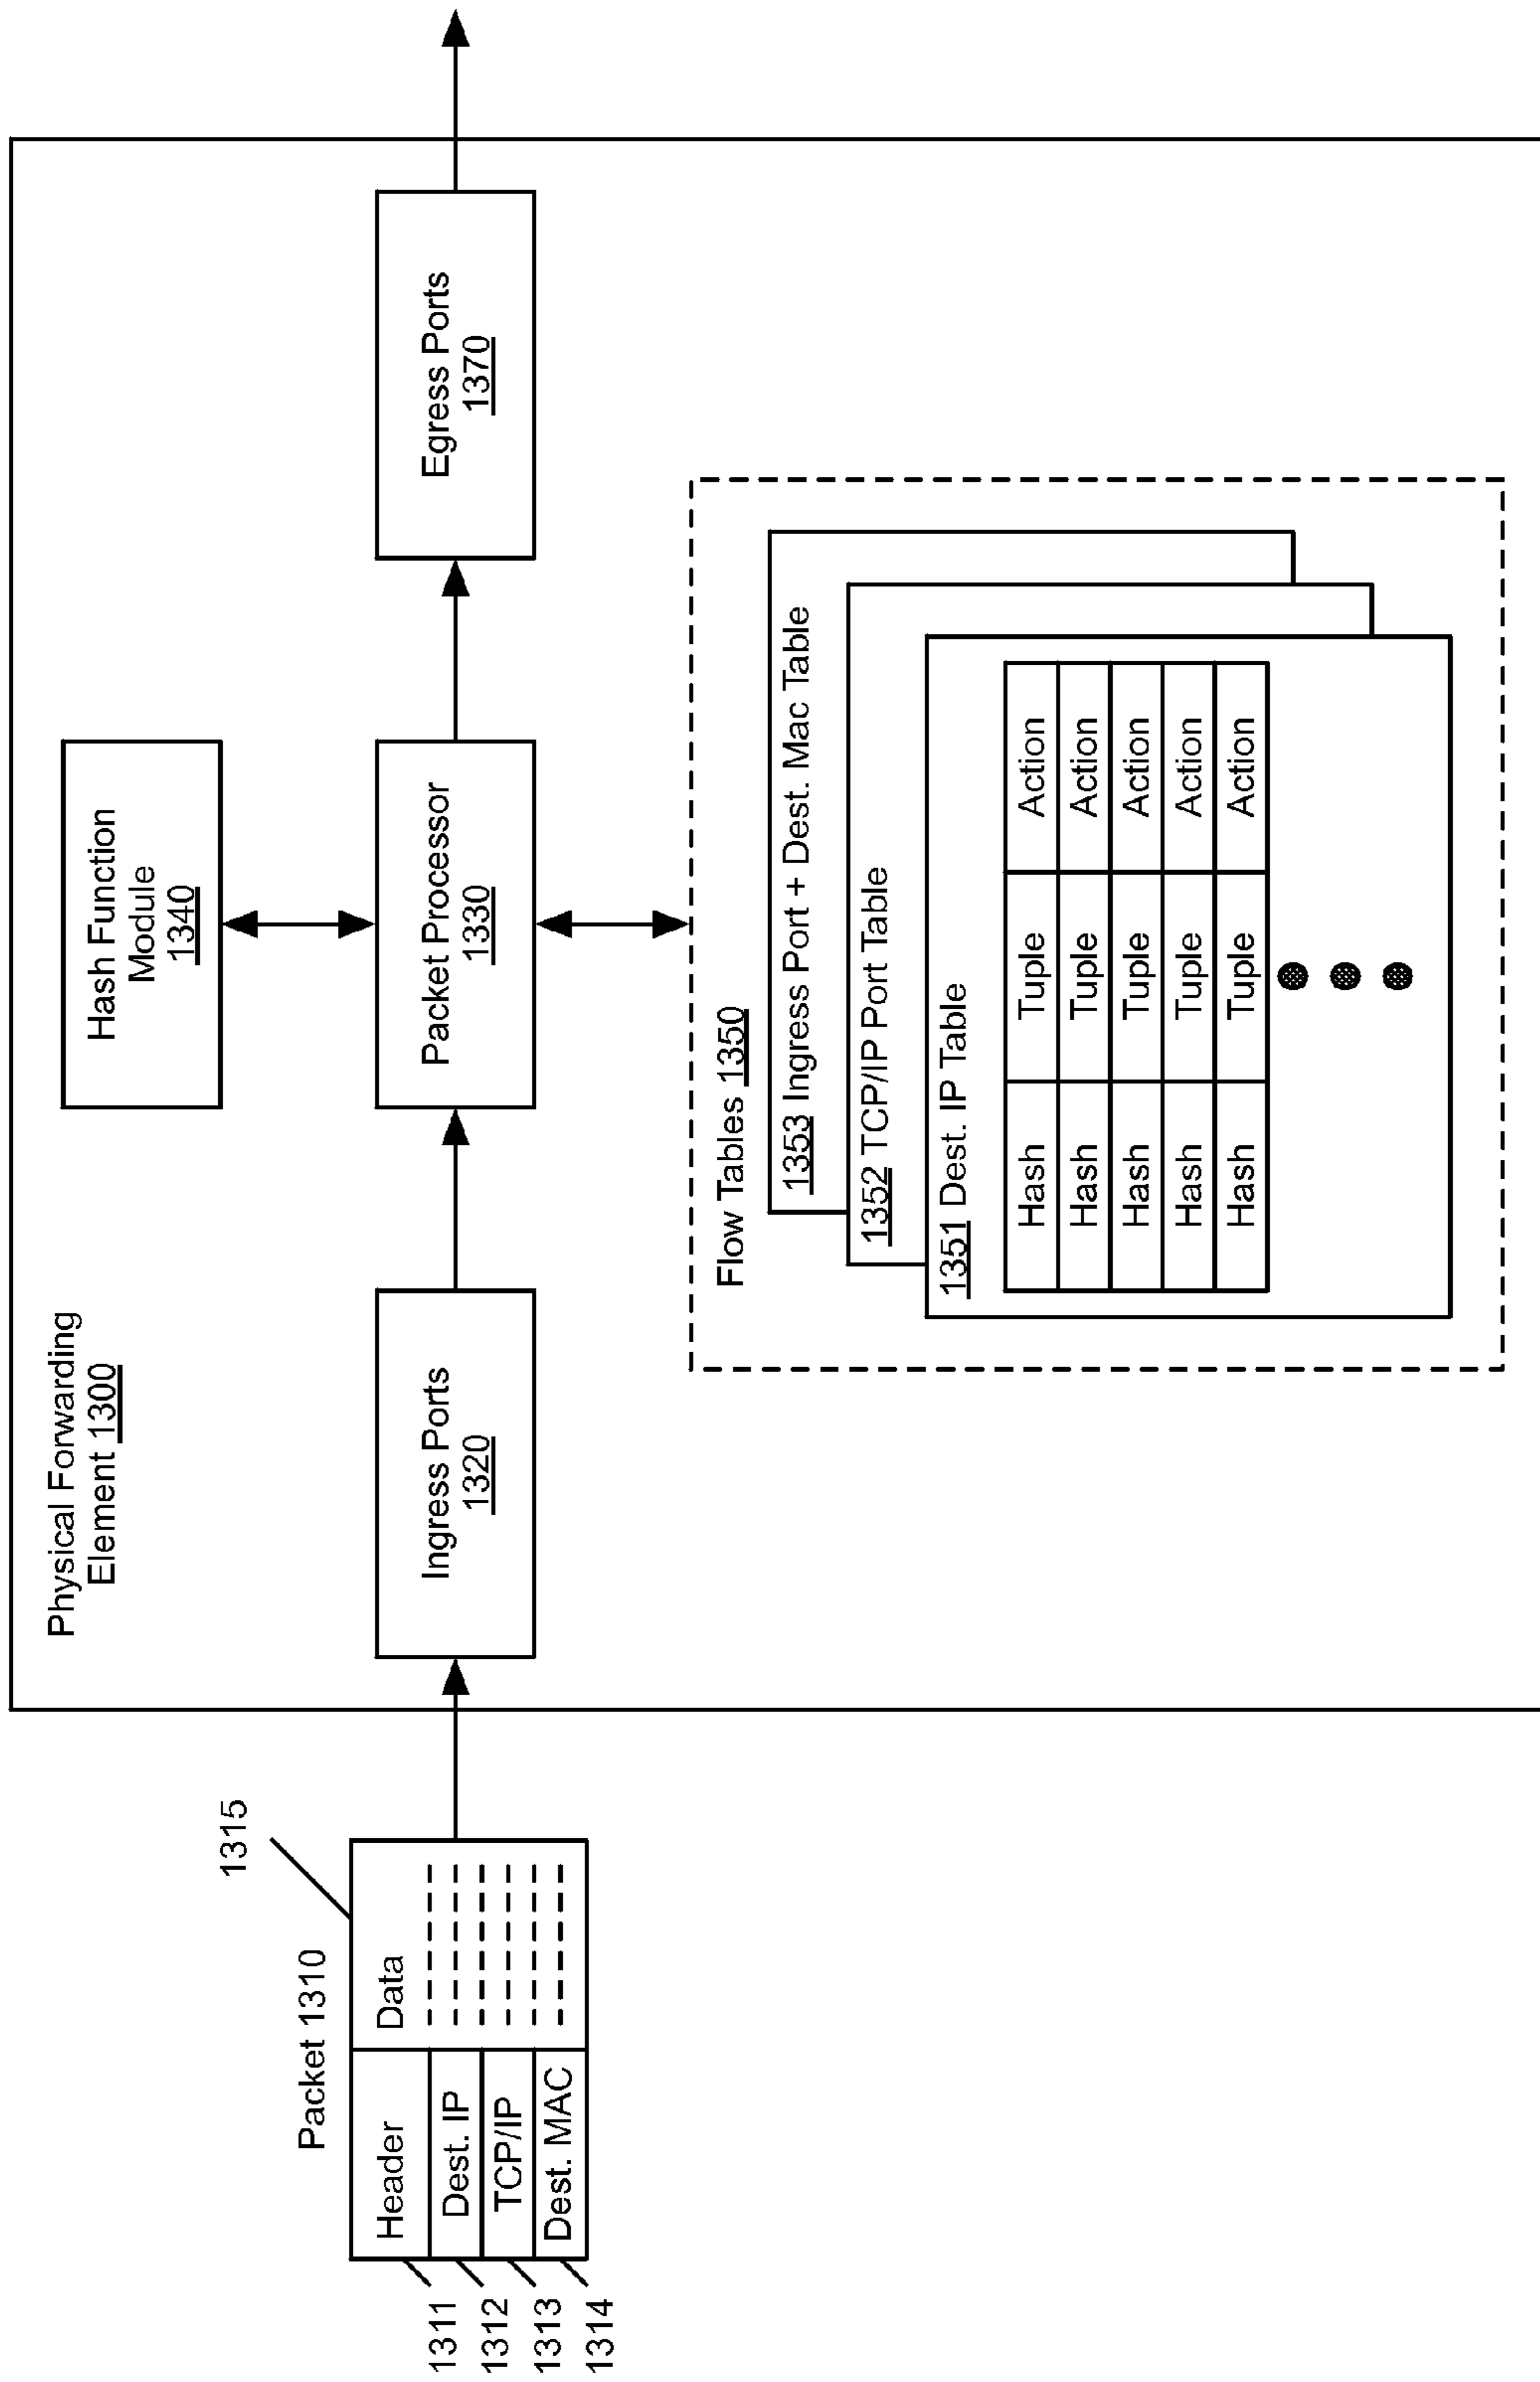 Packet 1310
1315
Header
Data
Dest. IP
TCP/IP
Dest. MAC
1311
1312
1313
1314
Physical Forwarding
Element 1300
Ingress Ports
1320
Hash Function
Module
1340
Packet Processor
1330
Egress Ports
1370
Flow Tables 1350
1353 Ingress Port + Dest. Mac Table
1352 TCP/IP Port Table
1351 Dest. IP Table
Hash Tuple Action
Hash Tuple Action
Hash Tuple Action
Hash Tuple Action
Hash Tuple Action